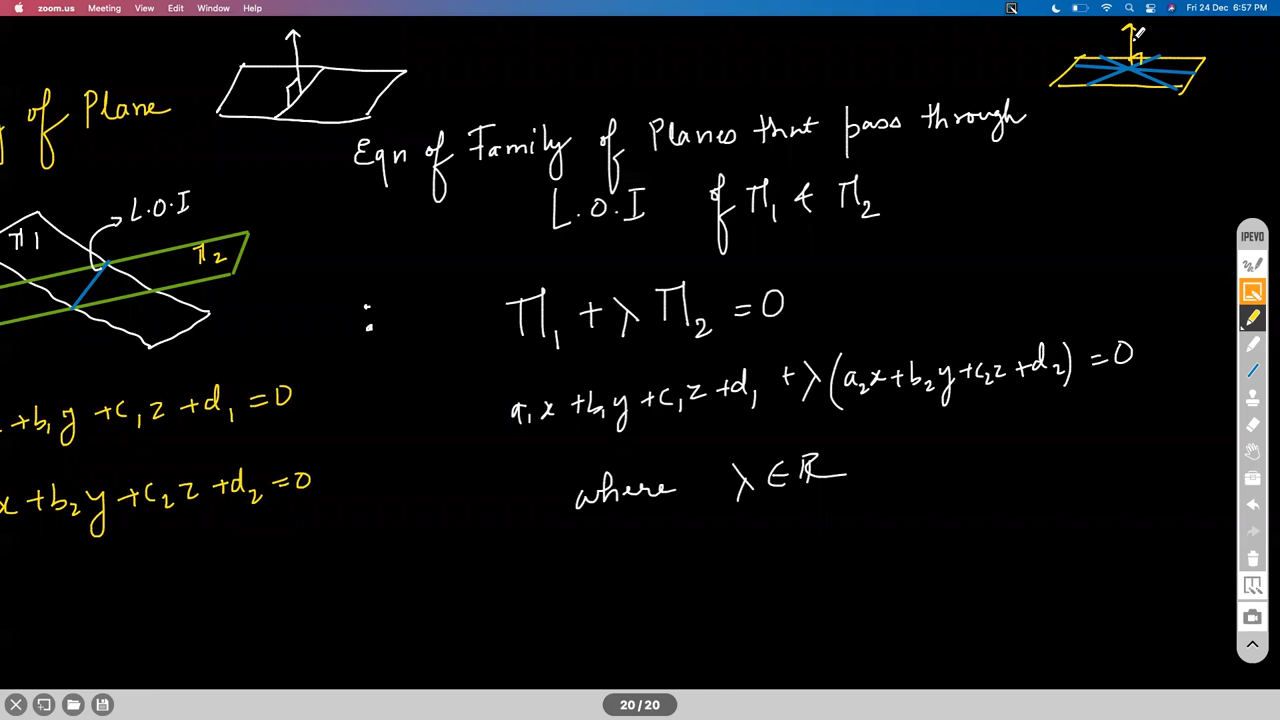 zoom.us Meeting View Edit Window Help Fri 24 Dec 6:57 PM
of Plane
Eqn of Family of Planes that pass through
L.O.I of π1 & π2
L.O.I
π1
π2
: π1 + λ π2 = 0
+b1y +c1z +d1 = 0
a1x +b1y +c1z +d1 +λ(a2x+b2y+c2z+d2) = 0
x +b2y +c2z +d2 = 0
where λ ∈ ℝ
IPEVO
20 / 20